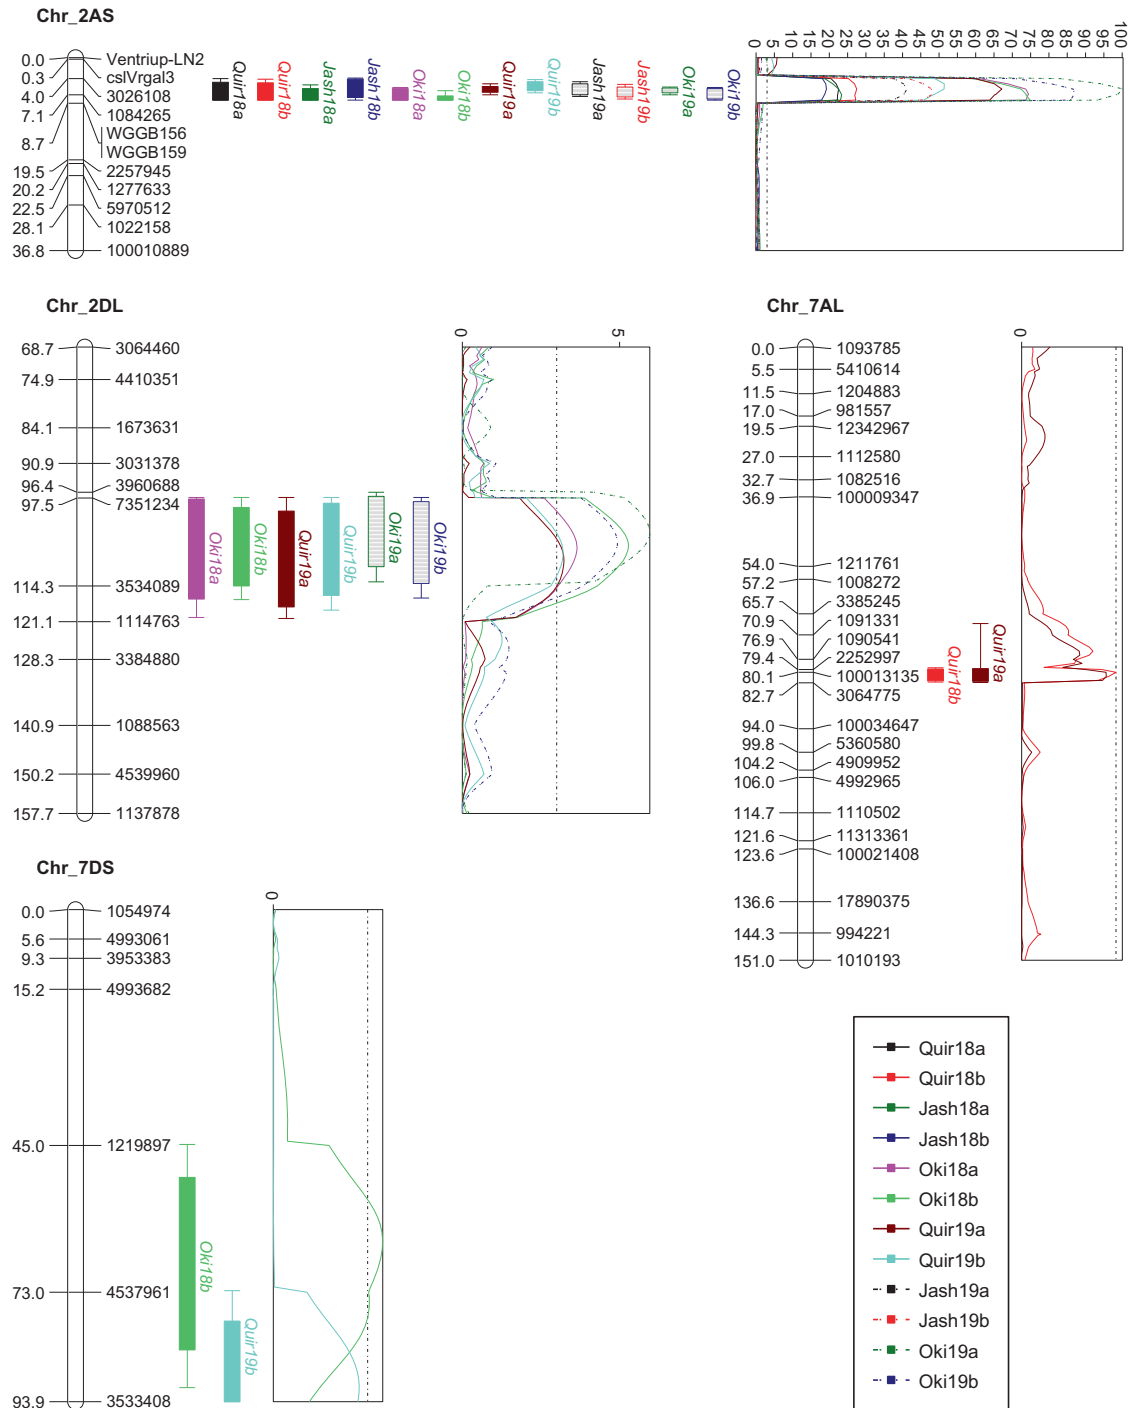 Chr_2AS
0 5 10 15 20 25 30 35 40 45 50 55 60 65 70 75 80 85 90 95 100
0.0 Ventriup-LN2
0.3 cslVrgal3
4.0 3026108
7.1 1084265
8.7 WGGB156
WGGB159
19.5 2257945
20.2 1277633
22.5 5970512
28.1 1022158
36.8 100010889
Quir18a
Quir18b
Jash18a
Jash18b
Oki18a
Oki18b
Quir19a
Quir19b
Jash19a
Jash19b
Oki19a
Oki19b
Chr_2DL
0 5
68.7 3064460
74.9 4410351
84.1 1673631
90.9 3031378
96.4 3960688
97.5 7351234
114.3 3534089
121.1 1114763
128.3 3384880
140.9 1088563
150.2 4539960
157.7 1137878
Oki18a
Oki18b
Quir19a
Quir19b
Oki19a
Oki19b
Chr_7AL
0
0.0 1093785
5.5 5410614
11.5 1204883
17.0 981557
19.5 12342967
27.0 1112580
32.7 1082516
36.9 100009347
54.0 1211761
57.2 1008272
65.7 3385245
70.9 1091331
76.9 1090541
79.4 2252997
80.1 100013135
82.7 3064775
94.0 100034647
99.8 5360580
104.2 4909952
106.0 4992965
114.7 1110502
121.6 11313361
123.6 100021408
136.6 17890375
144.3 994221
151.0 1010193
Quir18b
Quir19a
Chr_7DS
0
0.0 1054974
5.6 4993061
9.3 3953383
15.2 4993682
45.0 1219897
73.0 4537961
93.9 3533408
Oki18b
Quir19b
Quir18a
Quir18b
Jash18a
Jash18b
Oki18a
Oki18b
Quir19a
Quir19b
Jash19a
Jash19b
Oki19a
Oki19b